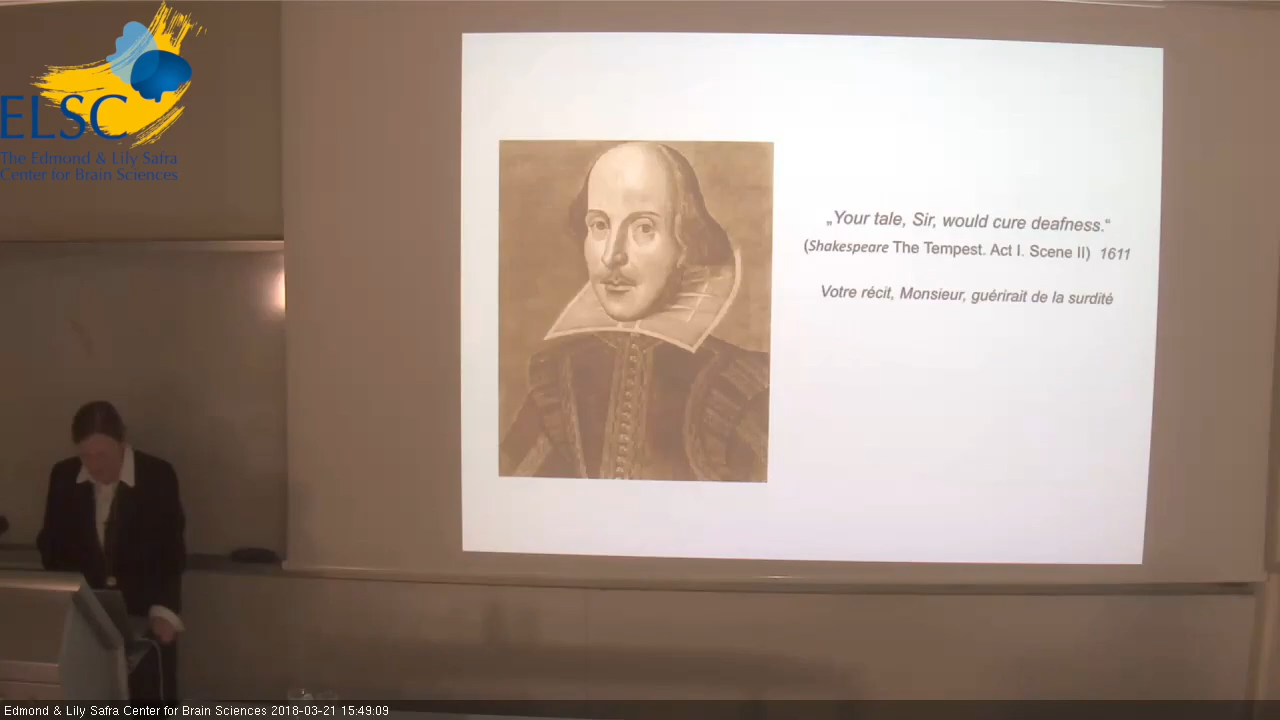 ELSC
The Edmond & Lily Safra
Center for Brain Sciences
„Your tale, Sir, would cure deafness.“
(Shakespeare The Tempest. Act I. Scene II) 1611
Votre récit, Monsieur, guérirait de la surdité
Edmond & Lily Safra Center for Brain Sciences 2018-03-21 15:49:09